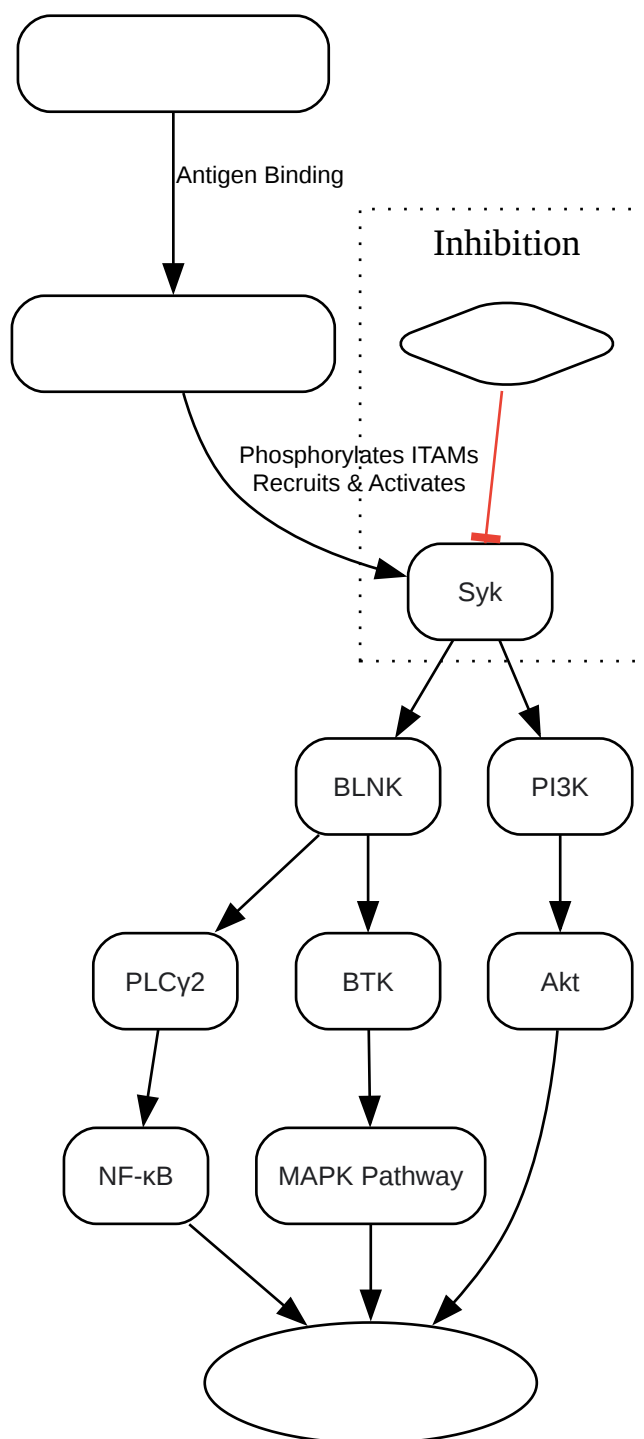 Antigen Binding
Inhibition
Phosphorylates ITAMs
Recruits & Activates
Syk
BLNK
PI3K
PLCγ2
BTK
Akt
NF-κB
MAPK Pathway